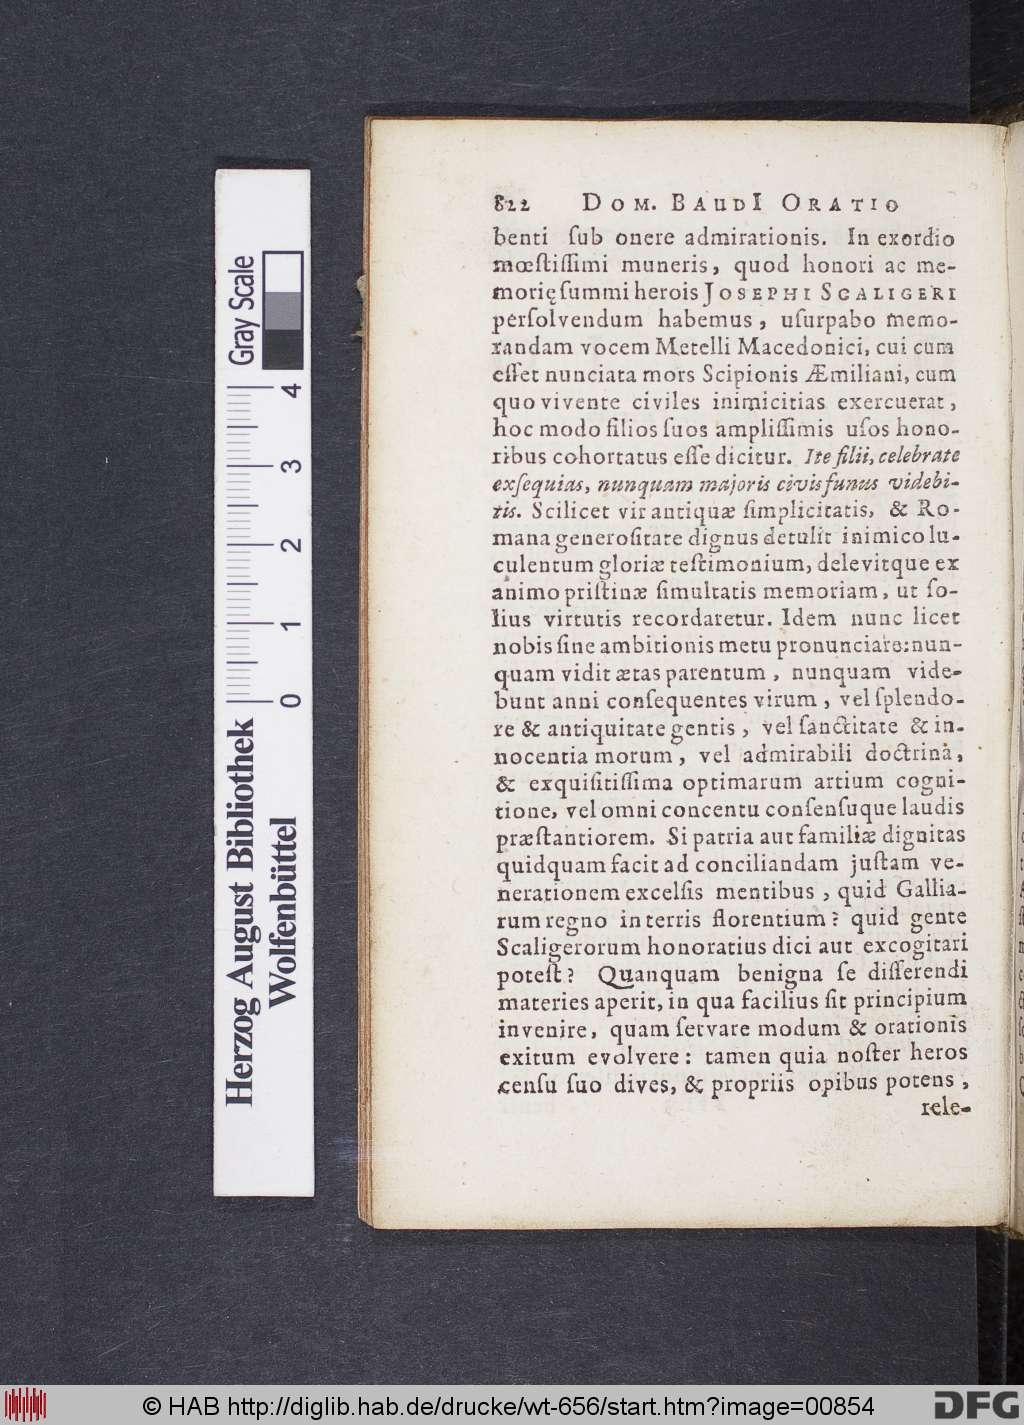 822 DOM. BAUDI ORATIO
benti ſub onere admirationis. In exordio
mœſtiſſimi muneris, quod honori ac me-
morię ſummi herois JOSEPHI SCALIGERI
perſolvendum habemus, uſurpabo memo-
randam vocem Metelli Macedonici, cui cum
eſſet nunciata mors Scipionis Æmiliani, cum
quo vivente civiles inimicitias exercuerat,
hoc modo filios ſuos ampliſſimis uſos hono-
ribus cohortatus eſſe dicitur. Ite filii, celebrate
exſequias, nunquam majoris civis funus videbi-
tis. Scilicet vir antiquæ ſimplicitatis, & Ro-
mana generoſitate dignus detulit inimico lu-
culentum gloriæ teſtimonium, delevitque ex
animo priſtinæ ſimultatis memoriam, ut ſo-
lius virtutis recordaretur. Idem nunc licet
nobis ſine ambitionis metu pronunciare: nun-
quam vidit ætas parentum, nunquam vide-
bunt anni conſequentes virum, vel ſplendo-
re & antiquitate gentis, vel ſanctitate & in-
nocentia morum, vel admirabili doctrinà,
& exquiſitiſſima optimarum artium cogni-
tione, vel omni concentu conſenſuque laudis
præſtantiorem. Si patria aut familiæ dignitas
quidquam facit ad conciliandam juſtam ve-
nerationem excelſis mentibus, quid Gallia-
rum regno in terris florentium? quid gente
Scaligerorum honoratius dici aut excogitari
poteſt? Quanquam benigna ſe diſſerendi
materies aperit, in qua facilius ſit principium
invenire, quam ſervare modum & orationis
exitum evolvere: tamen quia noſter heros
cenſu ſuo dives, & propriis opibus potens,
rele-
Gray Scale
4
3
2
1
0
Herzog August Bibliothek
Wolfenbüttel
© HAB http://diglib.hab.de/drucke/wt-656/start.htm?image=00854
DFG